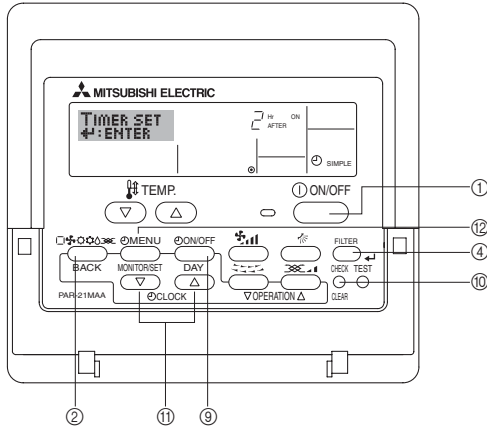 MITSUBISHI ELECTRIC
TIMER SET
:ENTER
2 Hr ON
AFTER
SIMPLE
TEMP.
ON/OFF
①
⑫
MENU
ON/OFF
FILTER
④
BACK
MONITOR/SET
DAY
CHECK TEST
⑩
PAR-21MAA
CLOCK
▽ OPERATION △
CLEAR
②
⑪
⑨